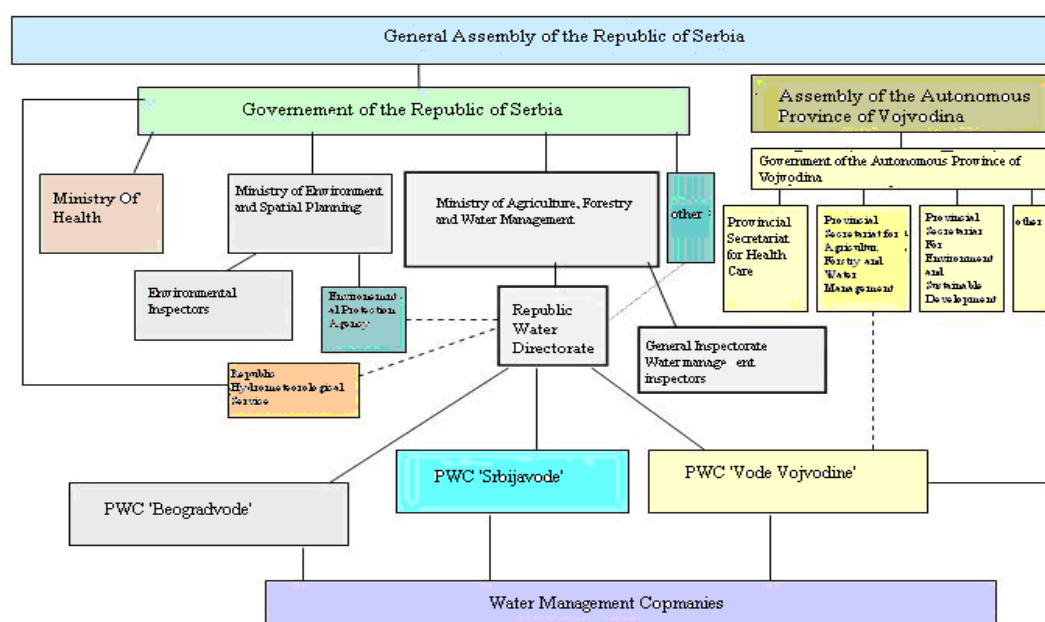 General Assembly of the Republic of Serbia
Governement of the Republic of Serbia
Assembly of the Autonomous
Province of Vojvodina
Government of the Autonomous Province of
Vojvodina
Ministry Of
Health
Ministry of Environment
and Spatial Planning
Ministry of Agriculture, Forestry
and Water Management
other
Provincial
Secretariat
for Health
Care
Provincial
Secretariat for
Forestry and
Water
Management
Provincial
Secretariat
For
Environment
and
Sustainable
Development
other
Environmental
Inspectors
Environement
al Protection
Agency
Republic
Water
Directorate
General Inspectorate
Water manage ent
inspectors
Republic
Hydrometeorological
Service
PWC 'Beogradvode'
PWC 'Srbijavode'
PWC 'Vode Vojvodine'
Water Management Copmanies